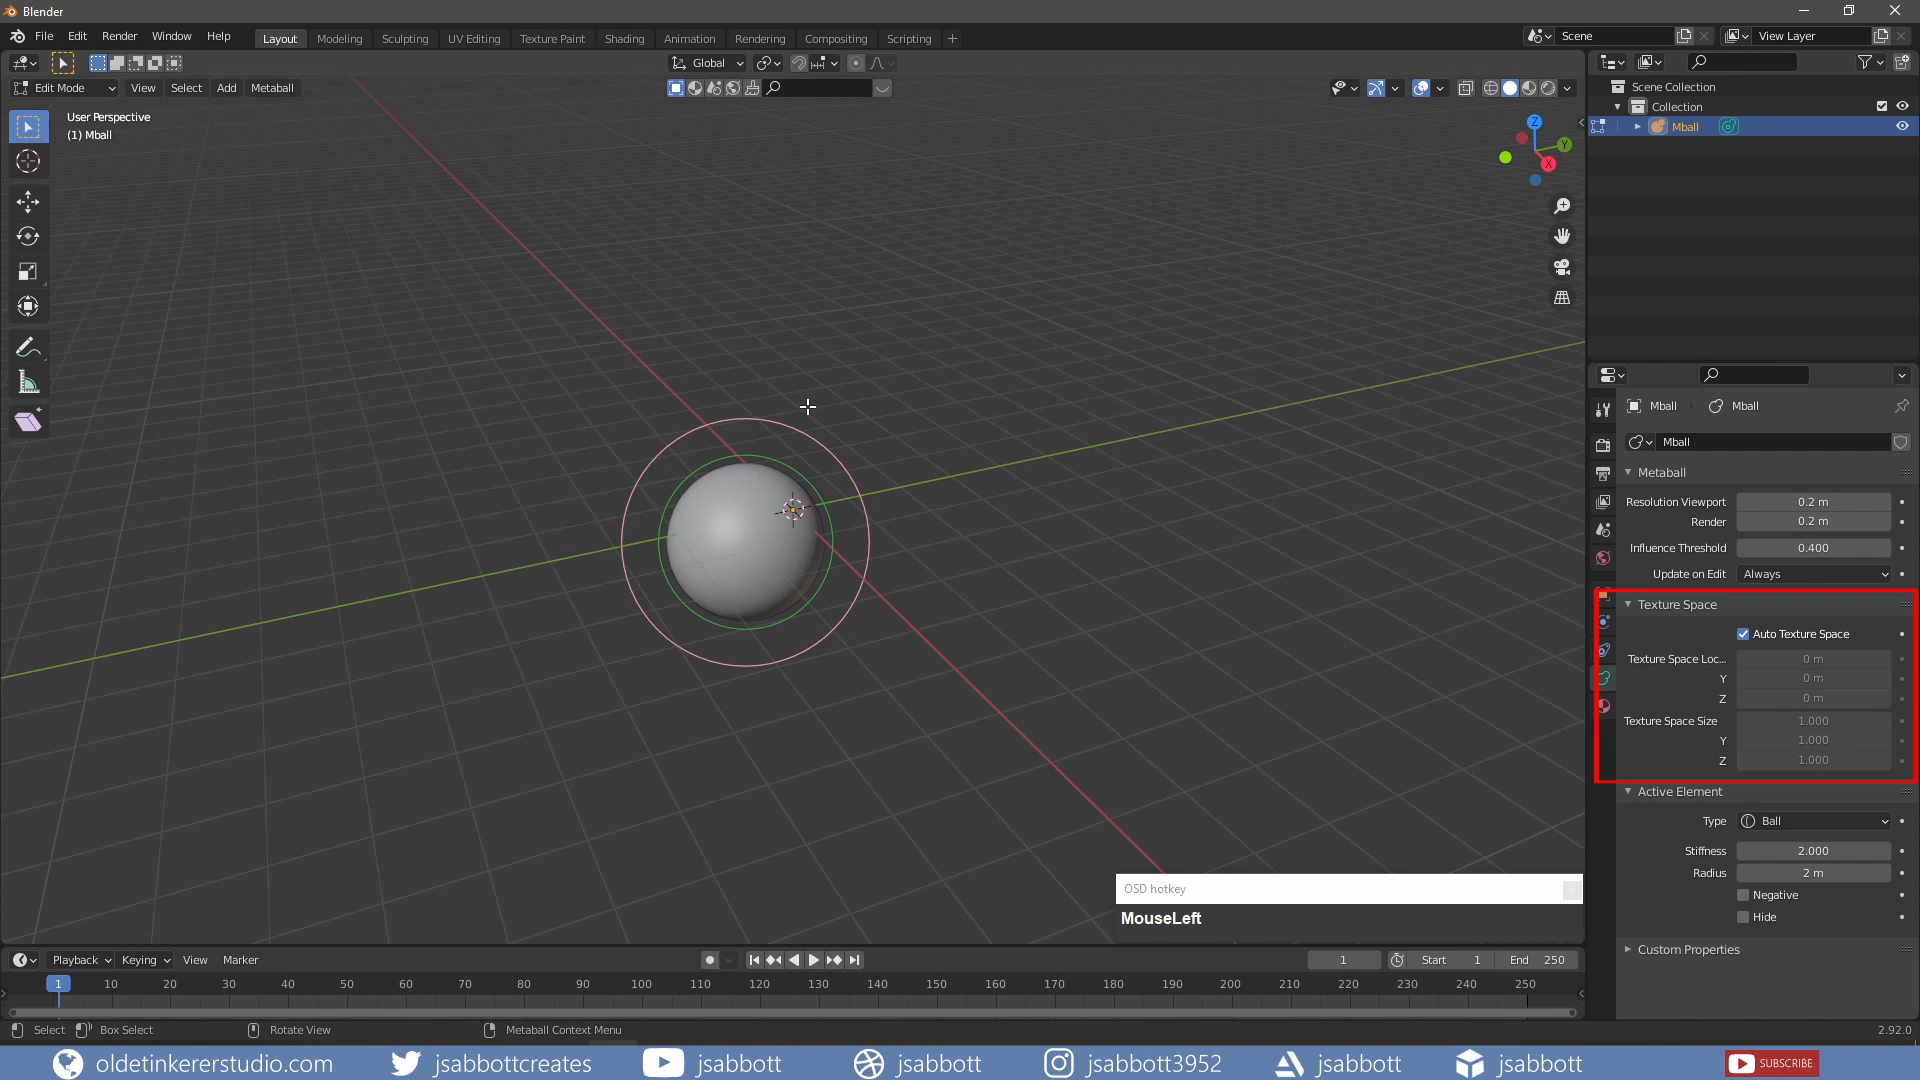 Blender
File Edit Render Window Help Layout Modeling Sculpting UV Editing Texture Paint Shading Animation Rendering Compositing Scripting + Scene View Layer
Global
Edit Mode View Select Add Metaball
User Perspective
(1) Mball
Z
Y
X
Scene Collection
Collection
Mball
Mball Mball
Mball
Metaball
Resolution Viewport 0.2 m
Render 0.2 m
Influence Threshold 0.400
Update on Edit Always
Texture Space
Auto Texture Space
Texture Space Loc... 0 m
Y 0 m
Z 0 m
Texture Space Size 1.000
Y 1.000
Z 1.000
Active Element
Type Ball
Stiffness 2.000
Radius 2 m
Negative
Hide
Custom Properties
OSD hotkey
MouseLeft
Playback Keying View Marker 1 Start 1 End 250
1 10 20 30 40 50 60 70 80 90 100 110 120 130 140 150 160 170 180 190 200 210 220 230 240 250
Select Box Select Rotate View Metaball Context Menu 2.92.0
oldetinkererstudio.com jsabbottcreates jsabbott jsabbott jsabbott3952 jsabbott jsabbott SUBSCRIBE